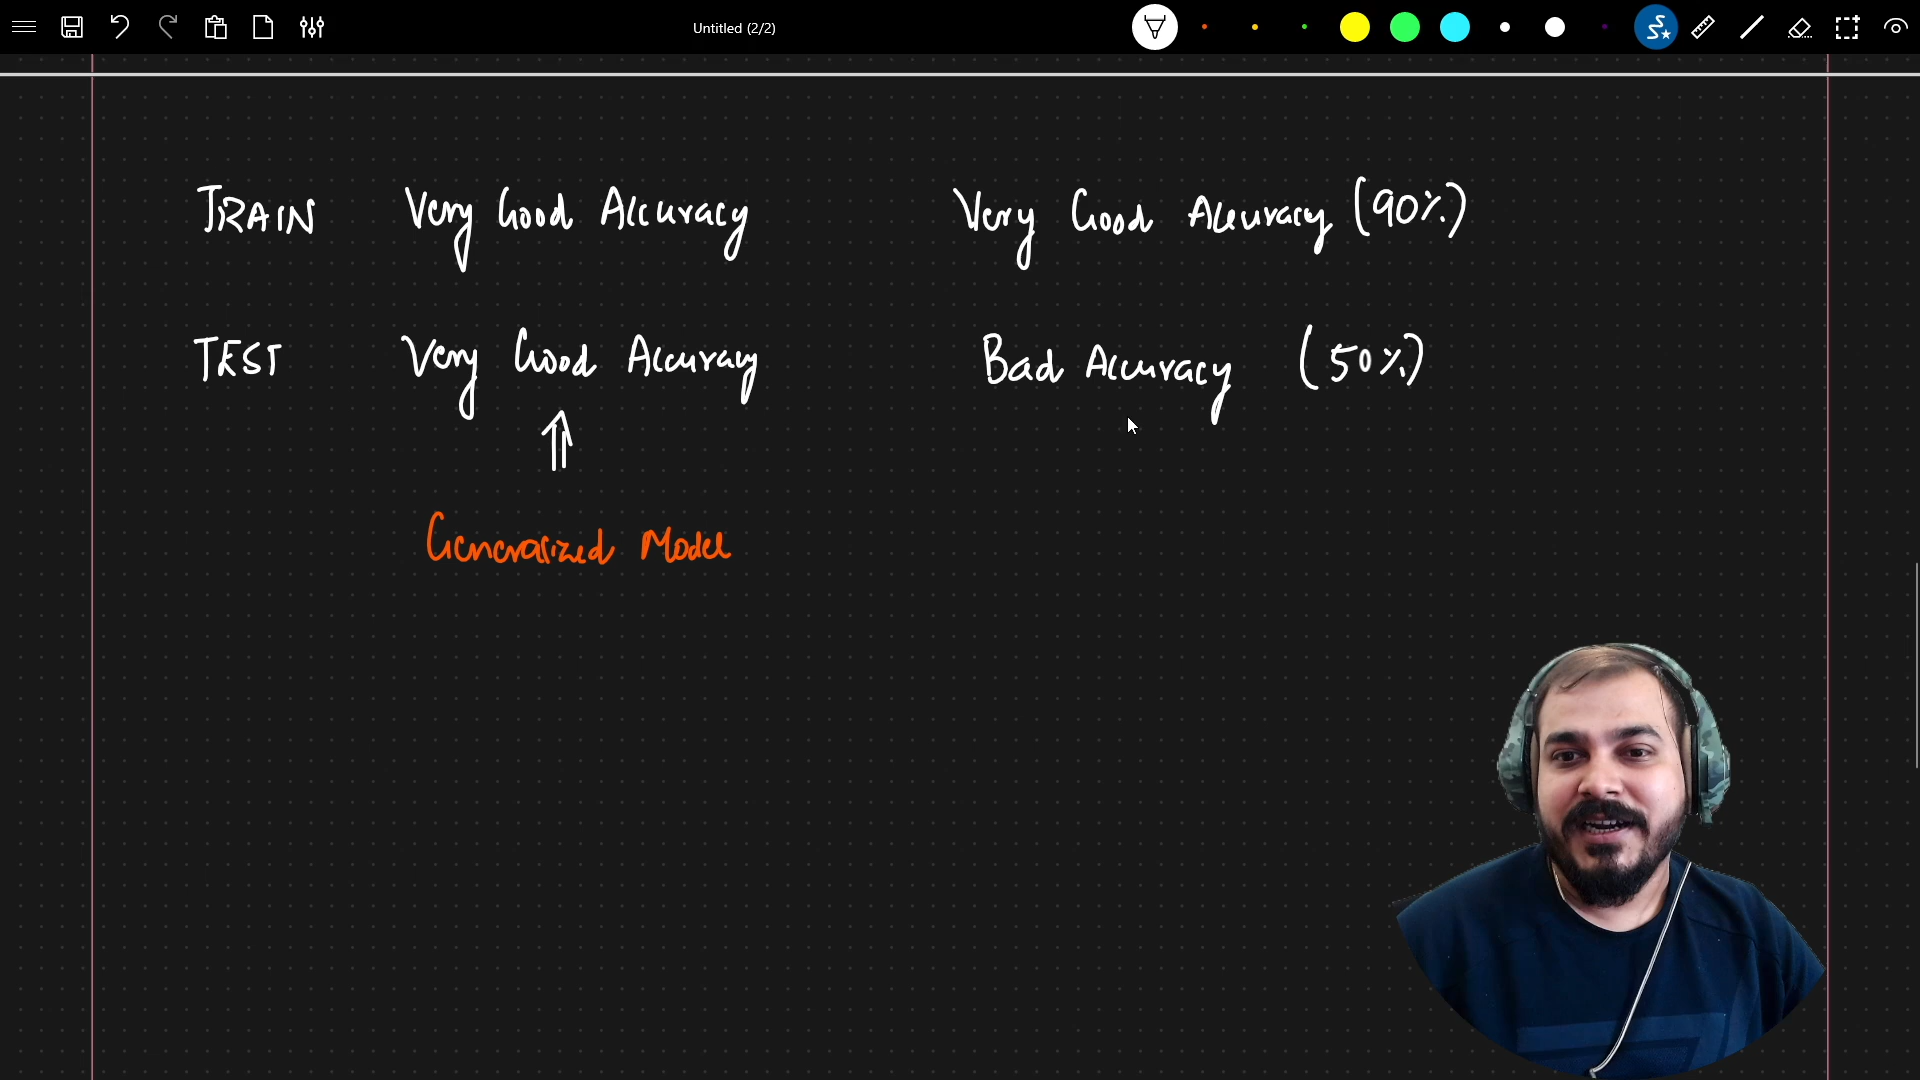 Untitled (2/2)
TRAIN Very Good Accuracy Very Good Accuracy (90%)
TEST Very Good Accuracy Bad Accuracy (50%)
Generalized Model